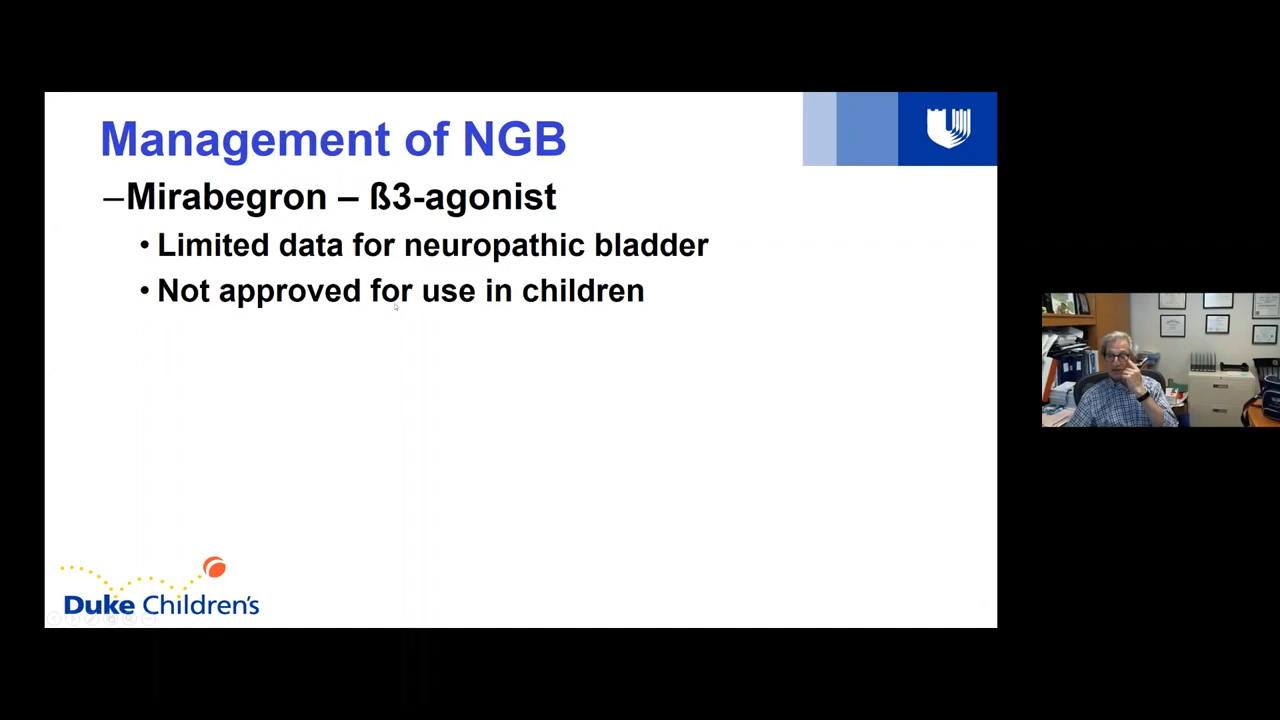 Management of NGB
–Mirabegron – ß3-agonist
• Limited data for neuropathic bladder
• Not approved for use in children
Duke Children's